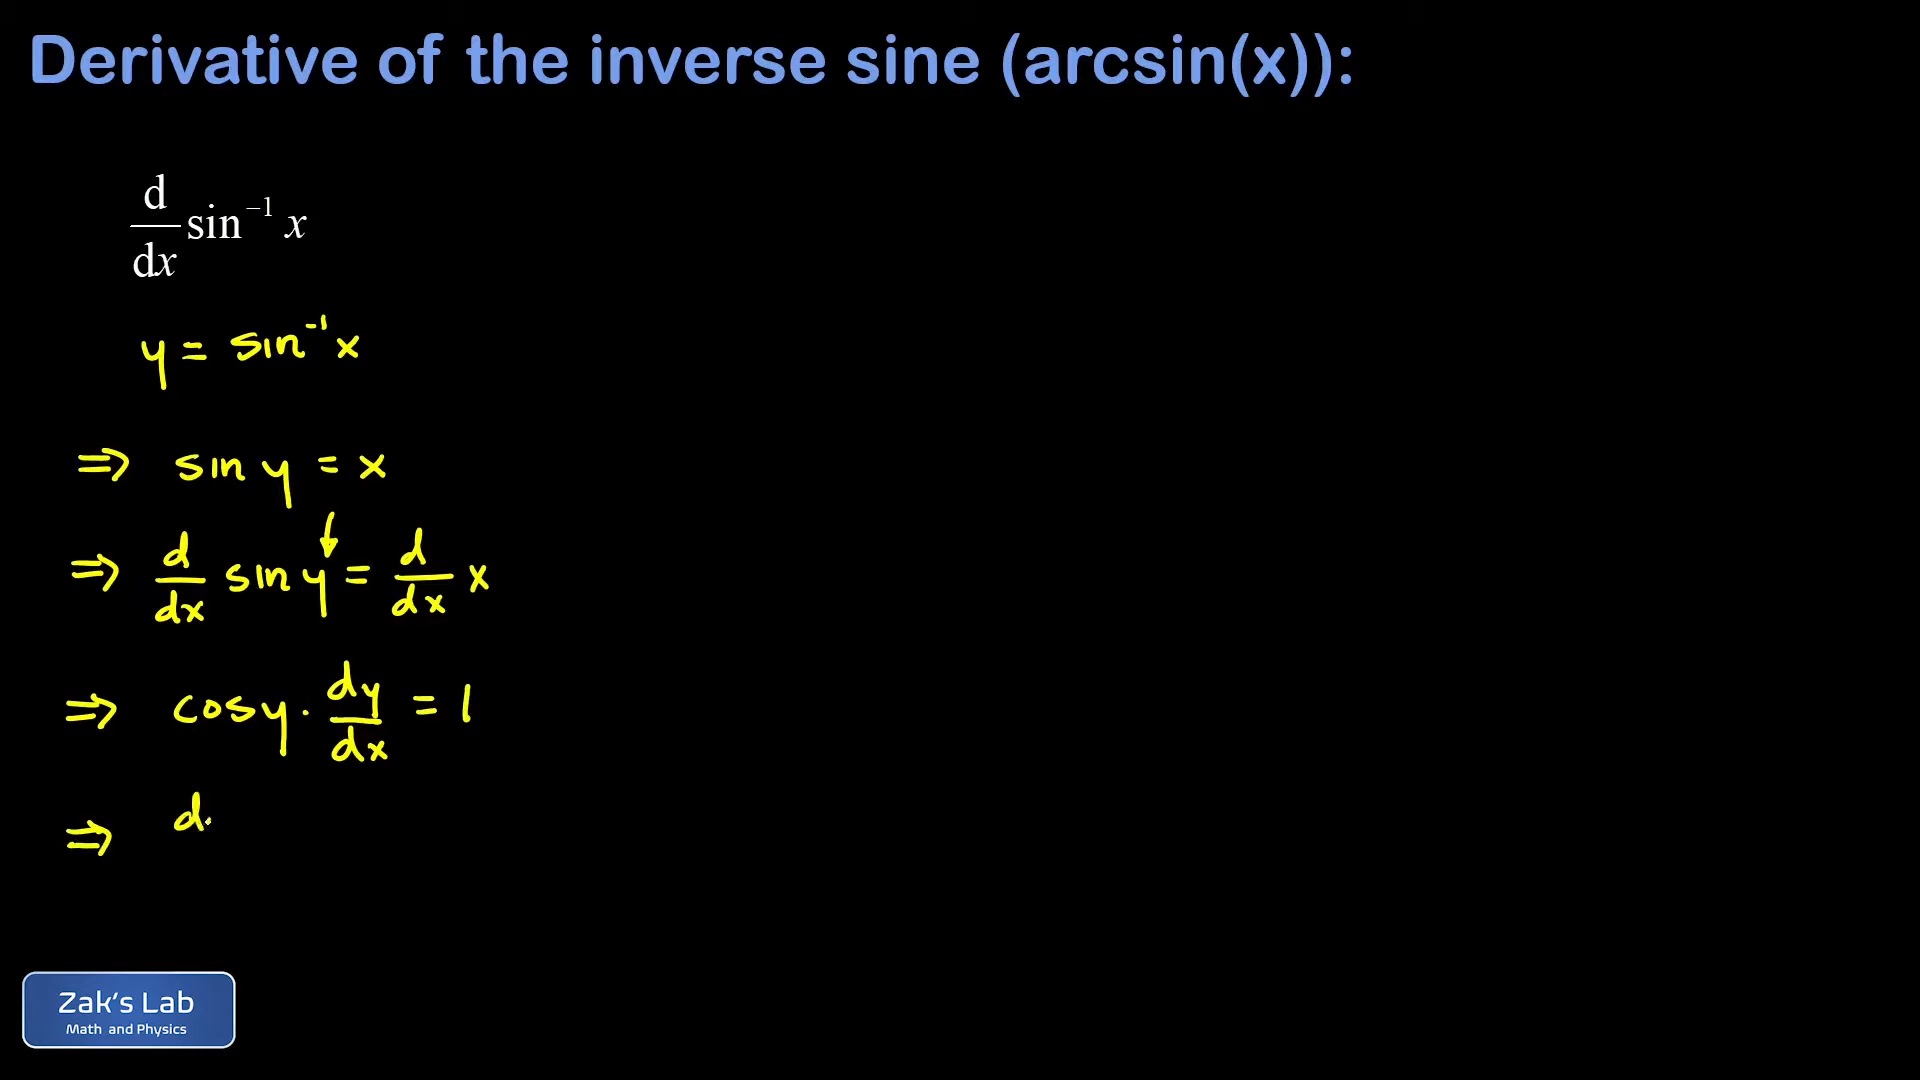 Derivative of the inverse sine (arcsin(x)):
d/dx sin⁻¹ x
y = sin⁻¹ x
⇒ sin y = x
⇒ d/dx sin y = d/dx x
⇒ cos y · dy/dx = 1
⇒ d
Zak's Lab
Math and Physics